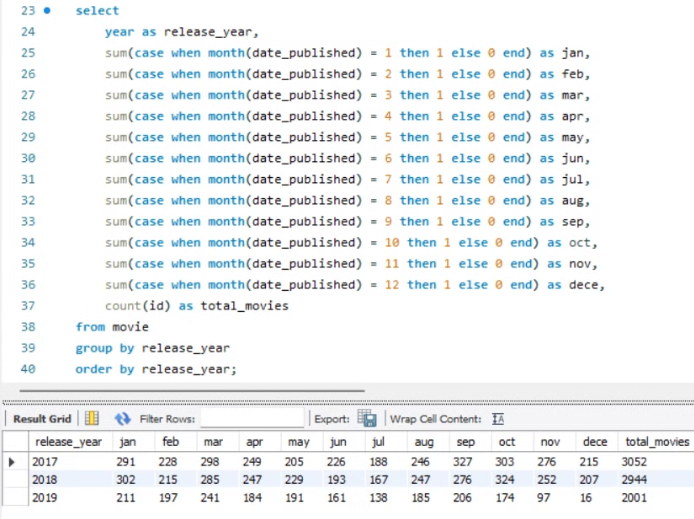 23 select
24 year as release_year,
25 sum(case when month(date_published) = 1 then 1 else 0 end) as jan,
26 sum(case when month(date_published) = 2 then 1 else 0 end) as feb,
27 sum(case when month(date_published) = 3 then 1 else 0 end) as mar,
28 sum(case when month(date_published) = 4 then 1 else 0 end) as apr,
29 sum(case when month(date_published) = 5 then 1 else 0 end) as may,
30 sum(case when month(date_published) = 6 then 1 else 0 end) as jun,
31 sum(case when month(date_published) = 7 then 1 else 0 end) as jul,
32 sum(case when month(date_published) = 8 then 1 else 0 end) as aug,
33 sum(case when month(date_published) = 9 then 1 else 0 end) as sep,
34 sum(case when month(date_published) = 10 then 1 else 0 end) as oct,
35 sum(case when month(date_published) = 11 then 1 else 0 end) as nov,
36 sum(case when month(date_published) = 12 then 1 else 0 end) as dece,
37 count(id) as total_movies
38 from movie
39 group by release_year
40 order by release_year;
Result Grid Filter Rows: Export: Wrap Cell Content:
release_year jan feb mar apr may jun jul aug sep oct nov dece total_movies
2017 291 228 298 249 205 226 188 246 327 303 276 215 3052
2018 302 215 285 247 229 193 167 247 276 324 252 207 2944
2019 211 197 241 184 191 161 138 185 206 174 97 16 2001